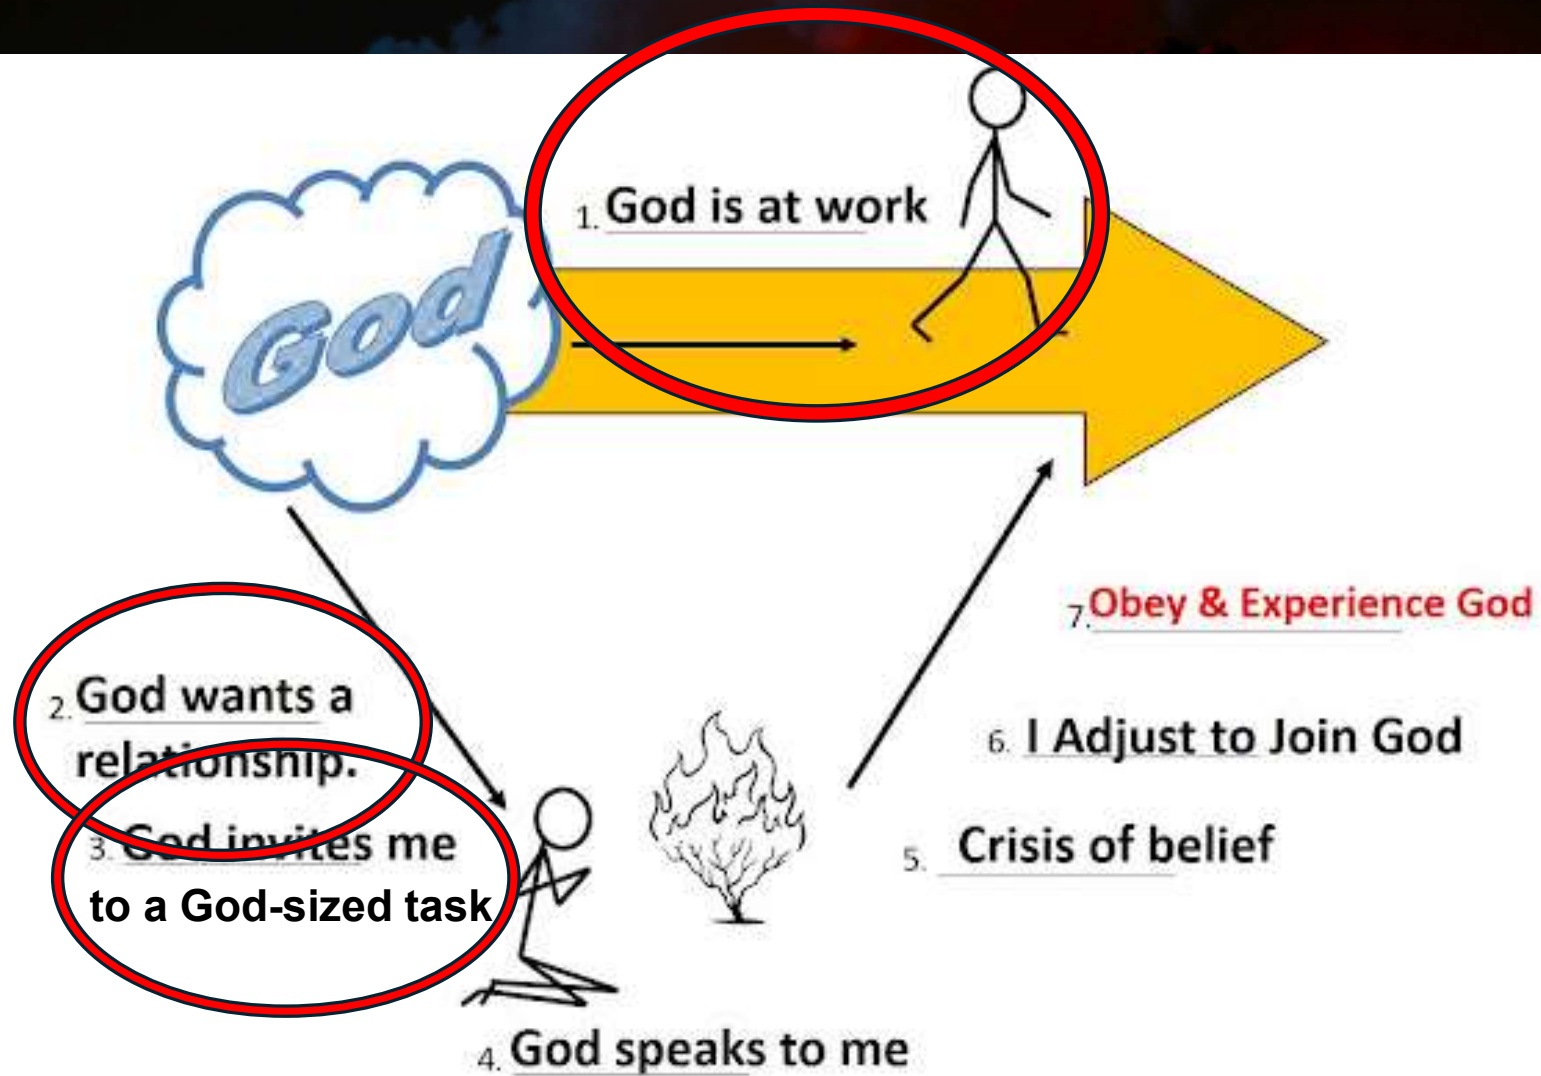 God
1. God is at work
2. God wants a
relationship.
3. God invites me
to a God-sized task
4. God speaks to me
5. Crisis of belief
6. I Adjust to Join God
7. Obey & Experience God